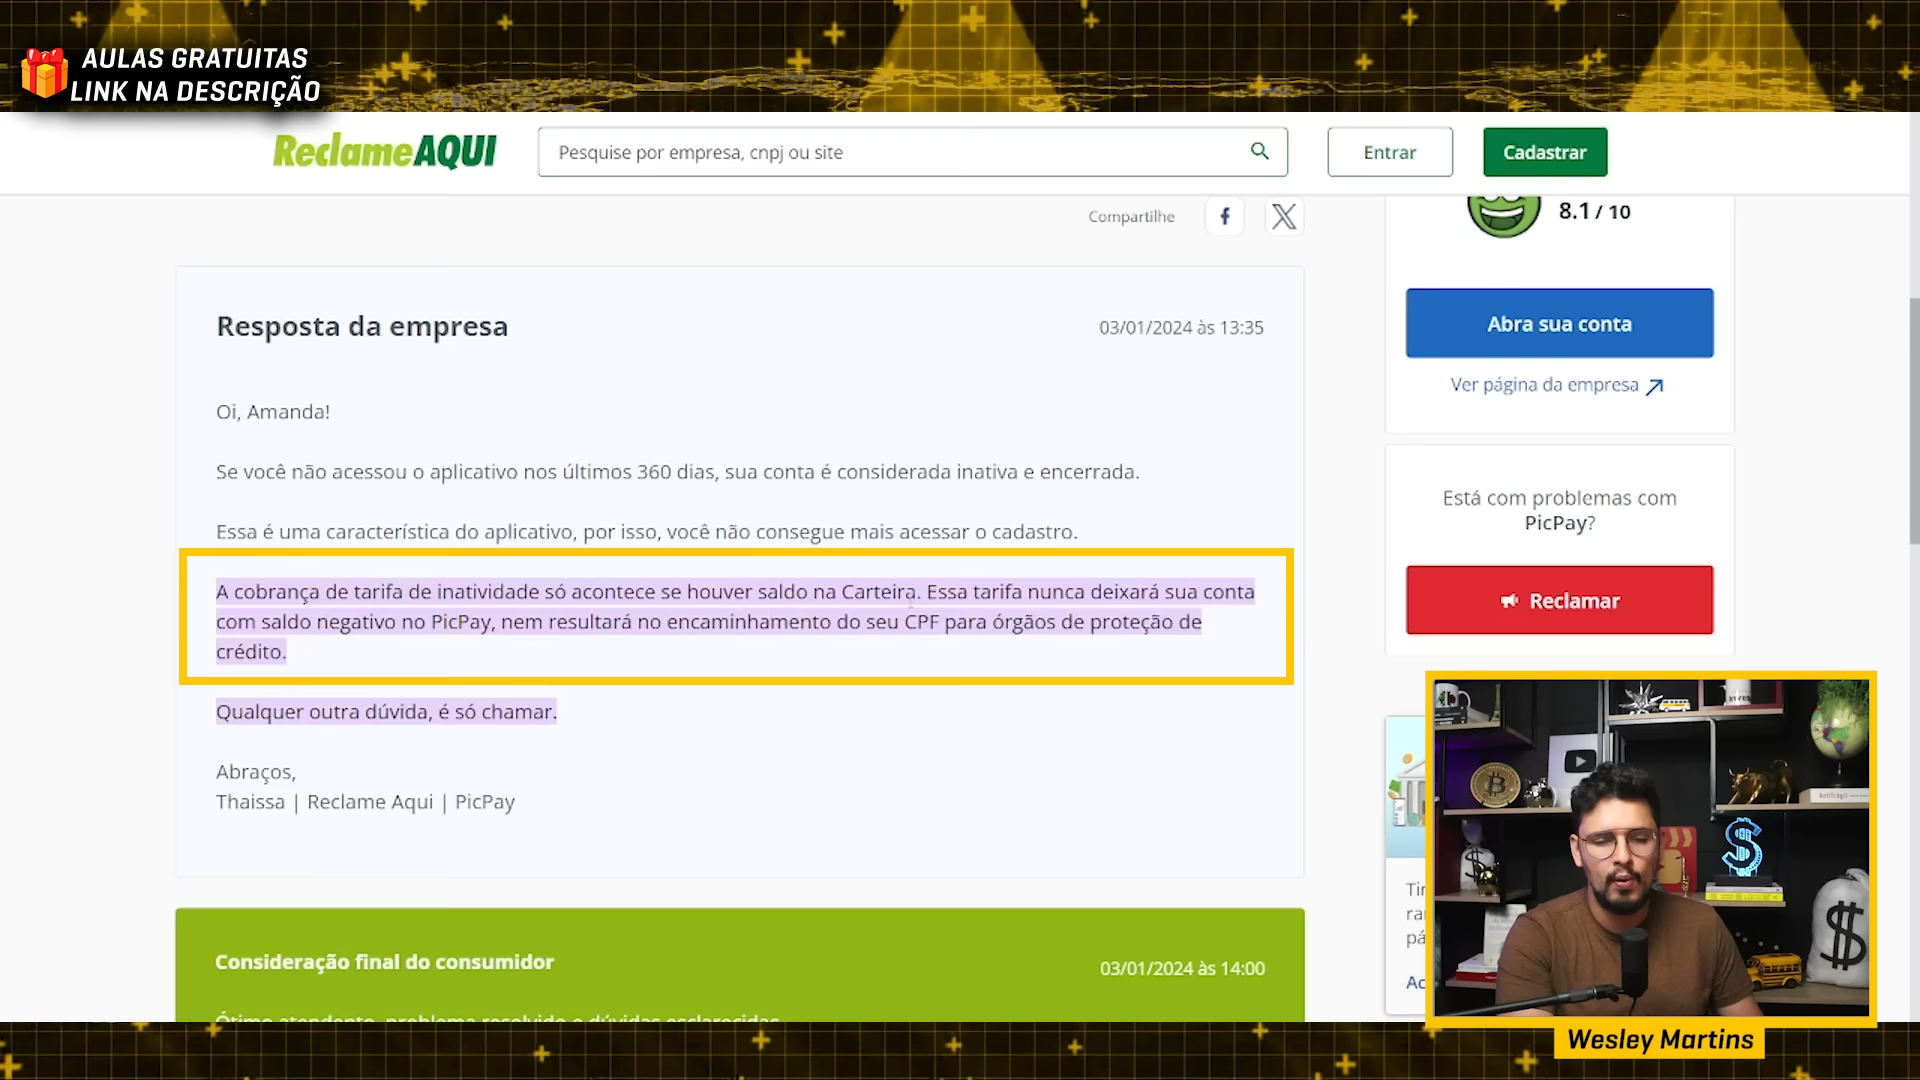 AULAS GRATUITAS
LINK NA DESCRIÇÃO
ReclameAQUI
Pesquise por empresa, cnpj ou site
Entrar
Cadastrar
Compartilhe
8.1 / 10
Resposta da empresa
03/01/2024 às 13:35
Abra sua conta
Ver página da empresa
Oi, Amanda!
Se você não acessou o aplicativo nos últimos 360 dias, sua conta é considerada inativa e encerrada.
Essa é uma característica do aplicativo, por isso, você não consegue mais acessar o cadastro.
Está com problemas com
PicPay?
A cobrança de tarifa de inatividade só acontece se houver saldo na Carteira. Essa tarifa nunca deixará sua conta
com saldo negativo no PicPay, nem resultará no encaminhamento do seu CPF para órgãos de proteção de
crédito.
Reclamar
Qualquer outra dúvida, é só chamar.
Abraços,
Thaissa | Reclame Aqui | PicPay
Consideração final do consumidor
03/01/2024 às 14:00
Ótimo atendente, problema resolvido e dúvidas esclarecidas
Wesley Martins